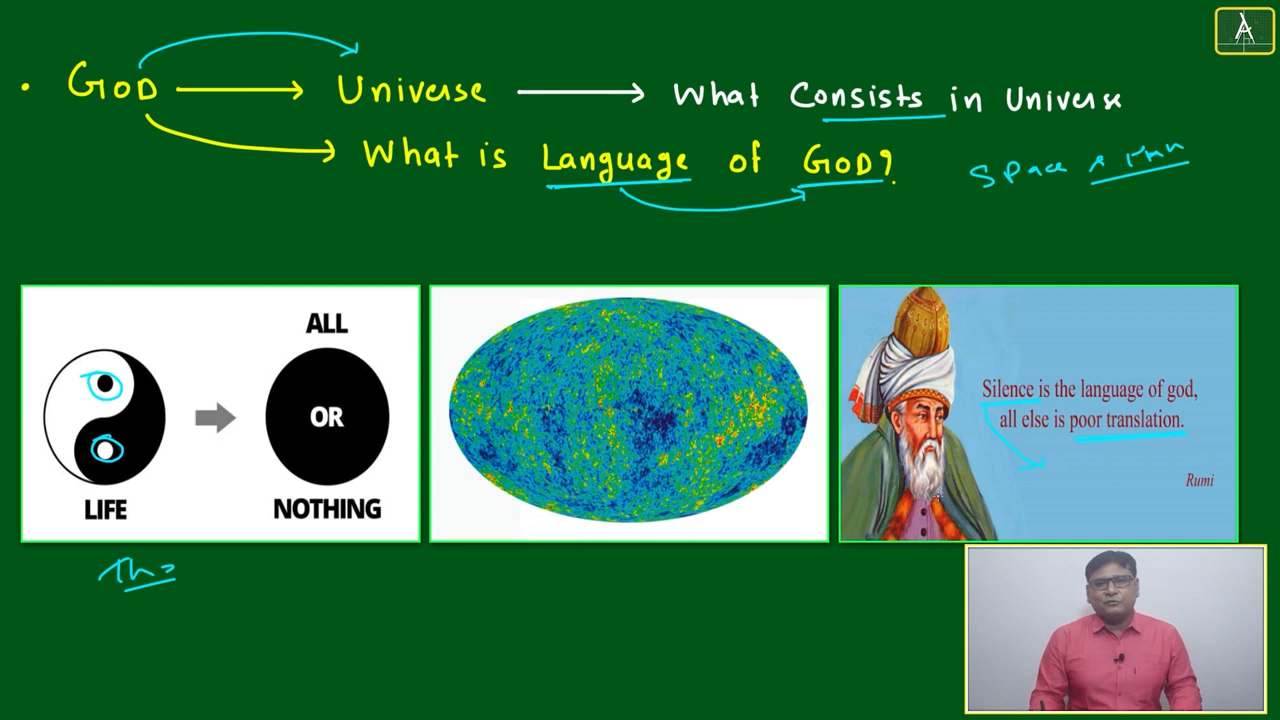 • GOD → Universe → What Consists in Universe
What is Language of GOD?
Space &
ALL
OR
LIFE
NOTHING
Silence is the language of god,
all else is poor translation.
Rumi